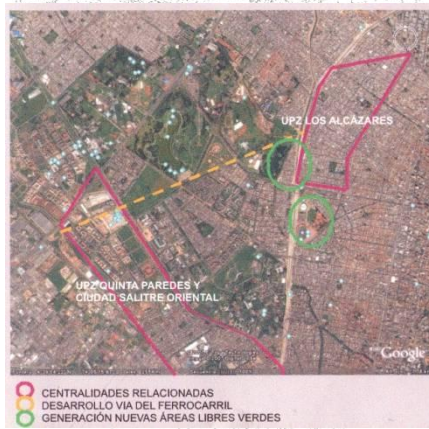 UPZ LOS ALCÁZARES
UPZ QUINTA PAREDES Y
CIUDAD SALITRE ORIENTAL
Google
CENTRALIDADES RELACIONADAS
DESARROLLO VIA DEL FERROCARRIL
GENERACIÓN NUEVAS ÁREAS LIBRES VERDES